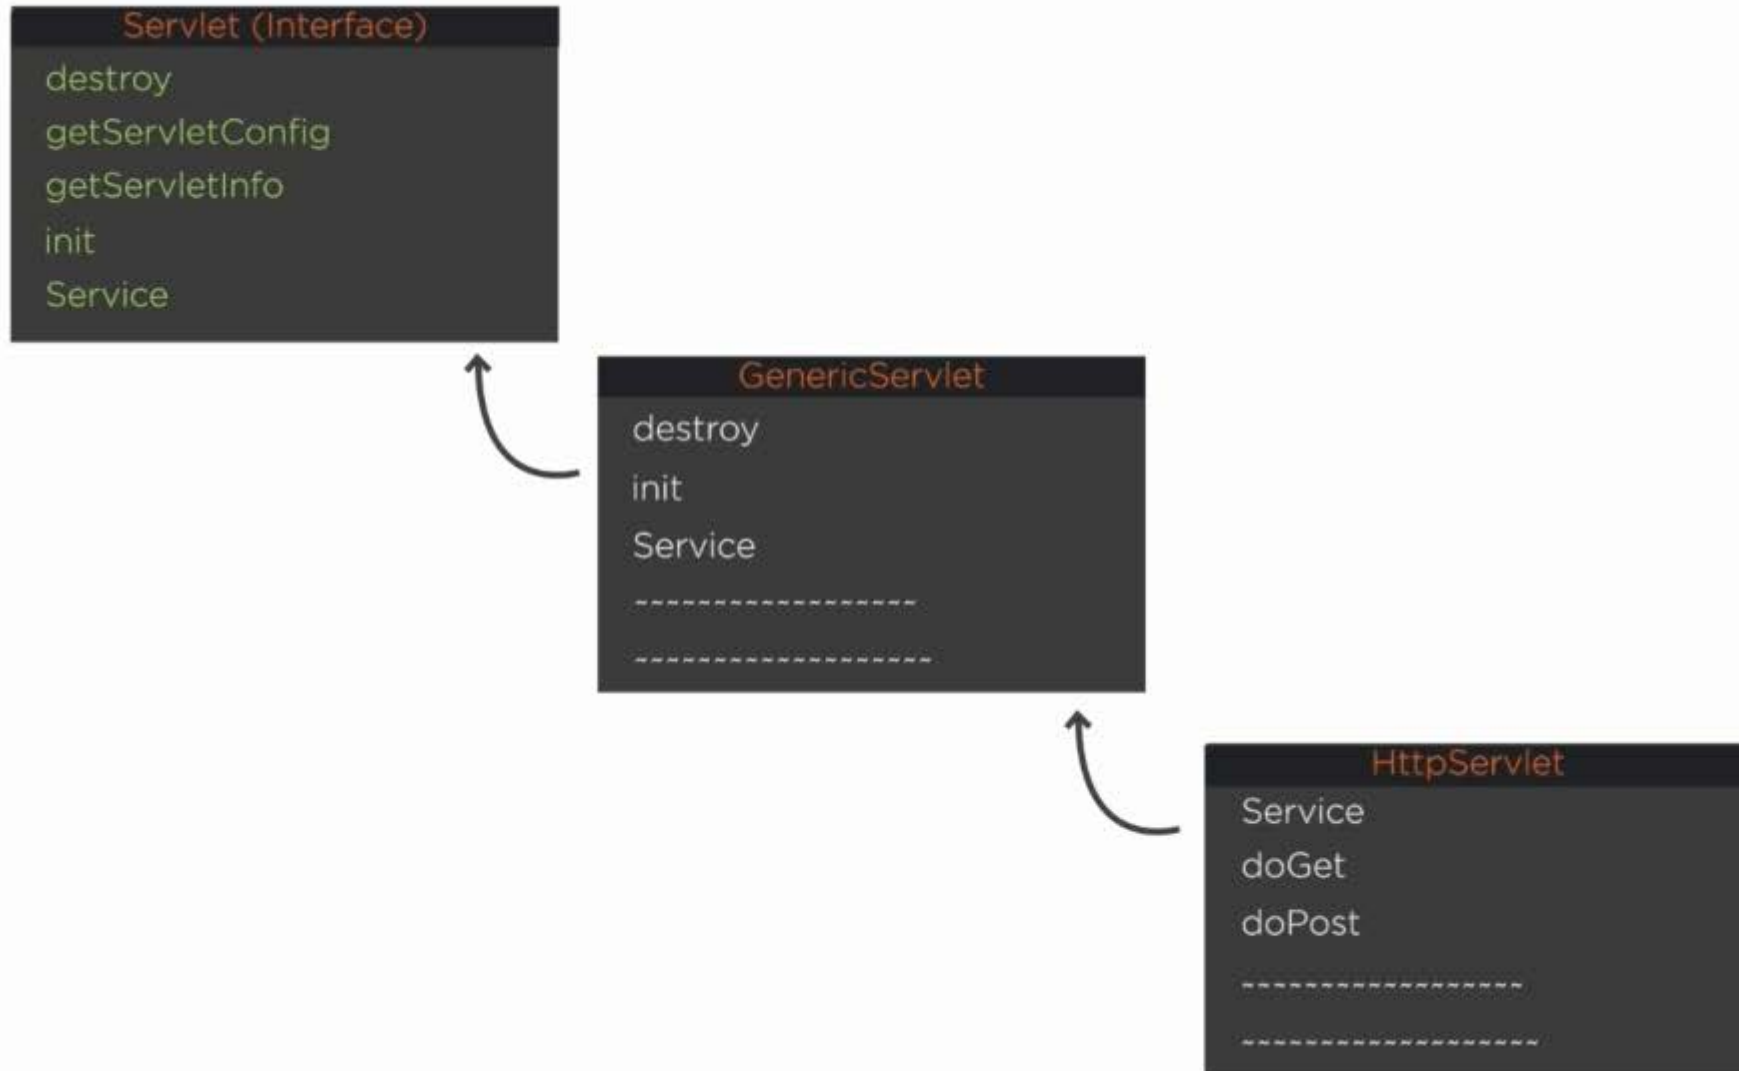 Servlet (Interface)
destroy
getServletConfig
getServletInfo
init
Service
GenericServlet
destroy
init
Service
~~~~~~~~~~~~~~~~~~
~~~~~~~~~~~~~~~~~~~
HttpServlet
Service
doGet
doPost
~~~~~~~~~~~~~~~~~~
~~~~~~~~~~~~~~~~~~~